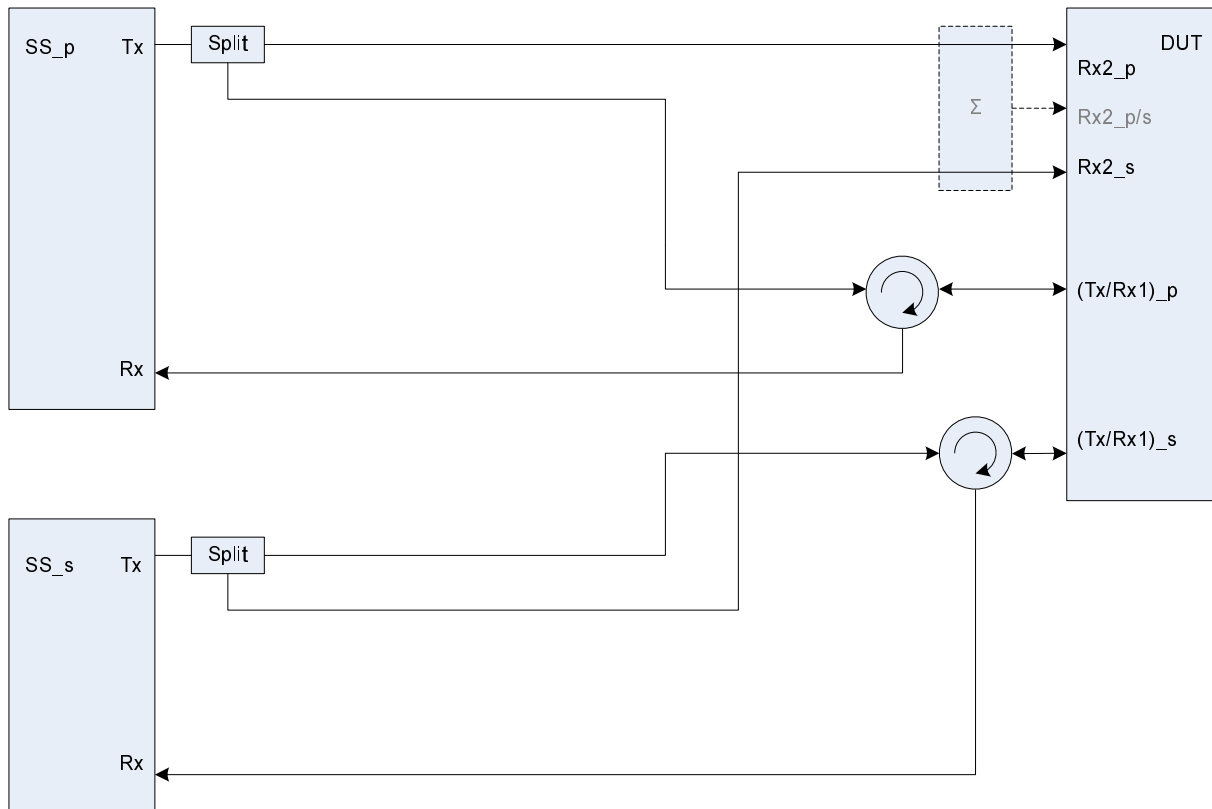 SS_p Tx
Split
DUT
Rx2_p
Σ
Rx2_p/s
Rx2_s
(Tx/Rx1)_p
Rx
(Tx/Rx1)_s
SS_s Tx
Split
Rx